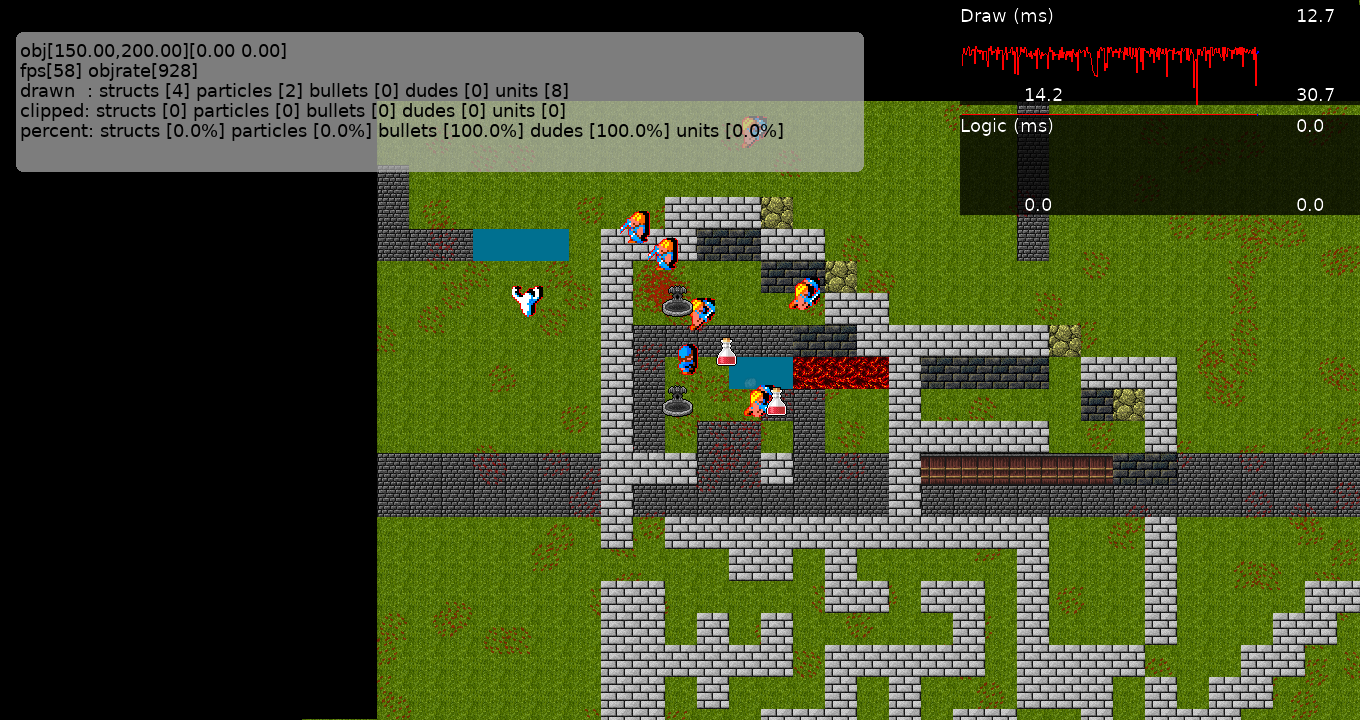 Draw (ms) 12.7
14.2 30.7
Logic (ms) 0.0
0.0 0.0
obj[150.00,200.00][0.00 0.00]
fps[58] objrate[928]
drawn  : structs [4] particles [2] bullets [0] dudes [0] units [8]
clipped: structs [0] particles [0] bullets [0] dudes [0] units [0]
percent: structs [0.0%] particles [0.0%] bullets [100.0%] dudes [100.0%] units [0.0%]